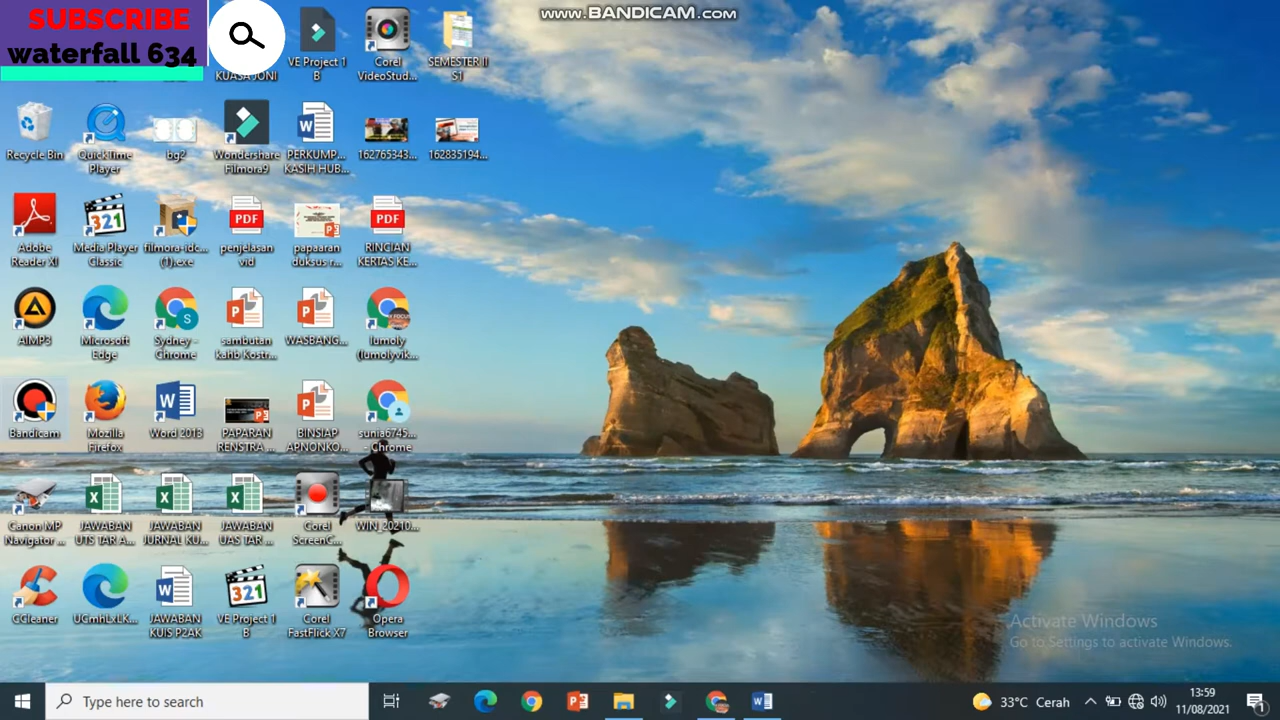 SUBSCRIBE
waterfall 634
www.BANDICAM.com
KUASA JONI
VE Project 1
B
Corel
VideoStud...
SEMESTER II
S1
Recycle Bin
QuickTime
Player
bg2
Wondershare
Filmora9
PERKUMP...
KASIH HUB...
162765343...
162835194...
Adobe
Reader XI
Media Player
Classic
filmora-idc...
(1).exe
penjelasan
vid
papaaran
duksus r...
RINCIAN
KERTAS KE...
AIMP3
Microsoft
Edge
Sydney -
Chrome
sambutan
kahb Kostr...
WASBANG...
lumoly
(lumolyvik...
Bandicam
Mozilla
Firefox
Word 2013
PAPARAN
RENSTRA ...
BINSIAP
APNONKO...
sunia6745...
- Chrome
Canon MP
Navigator ...
JAWABAN
UTS TAR A...
JAWABAN
JURNAL KU...
JAWABAN
UAS TAR ...
Corel
ScreenC...
WIN_20210...
CCleaner
UCmhLxLK...
JAWABAN
KUIS P2AK
VE Project 1
B
Corel
FastFlick X7
Opera
Browser
Activate Windows
Go to Settings to activate Windows.
Type here to search
33°C Cerah
13:59
11/08/2021